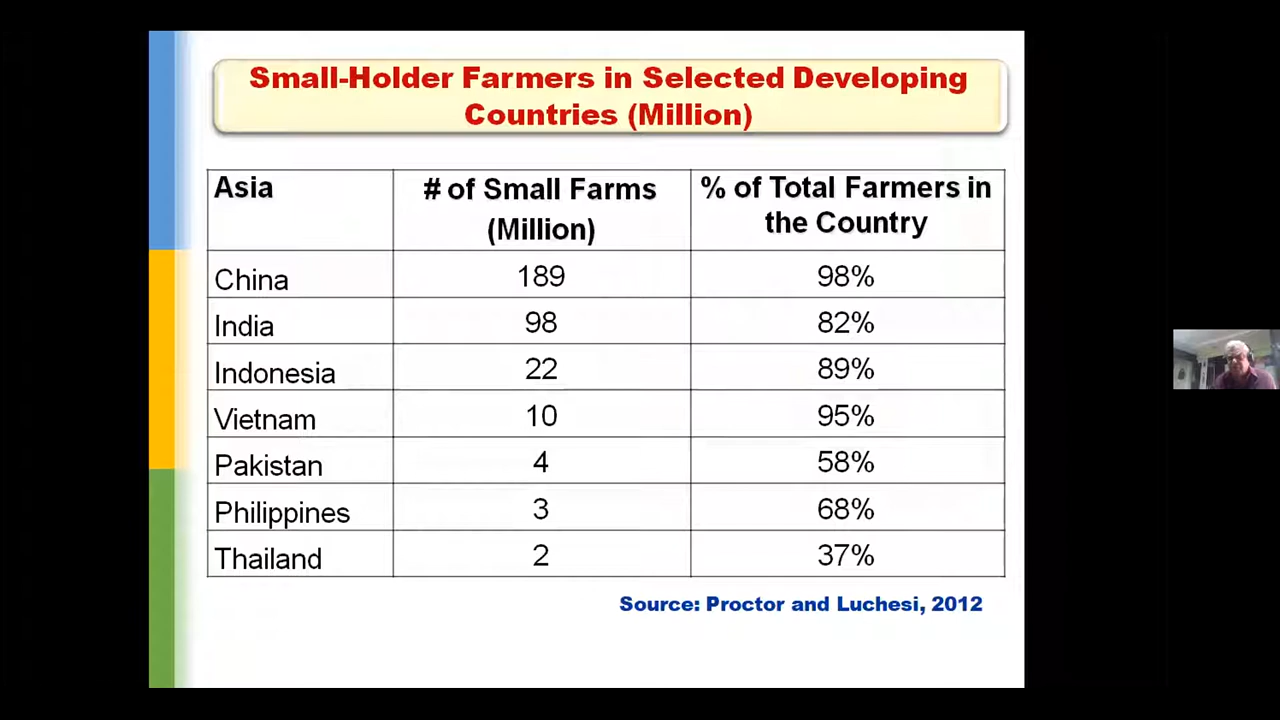 Small-Holder Farmers in Selected Developing
Countries (Million)
Asia # of Small Farms (Million) % of Total Farmers in the Country
China 189 98%
India 98 82%
Indonesia 22 89%
Vietnam 10 95%
Pakistan 4 58%
Philippines 3 68%
Thailand 2 37%
Source: Proctor and Luchesi, 2012